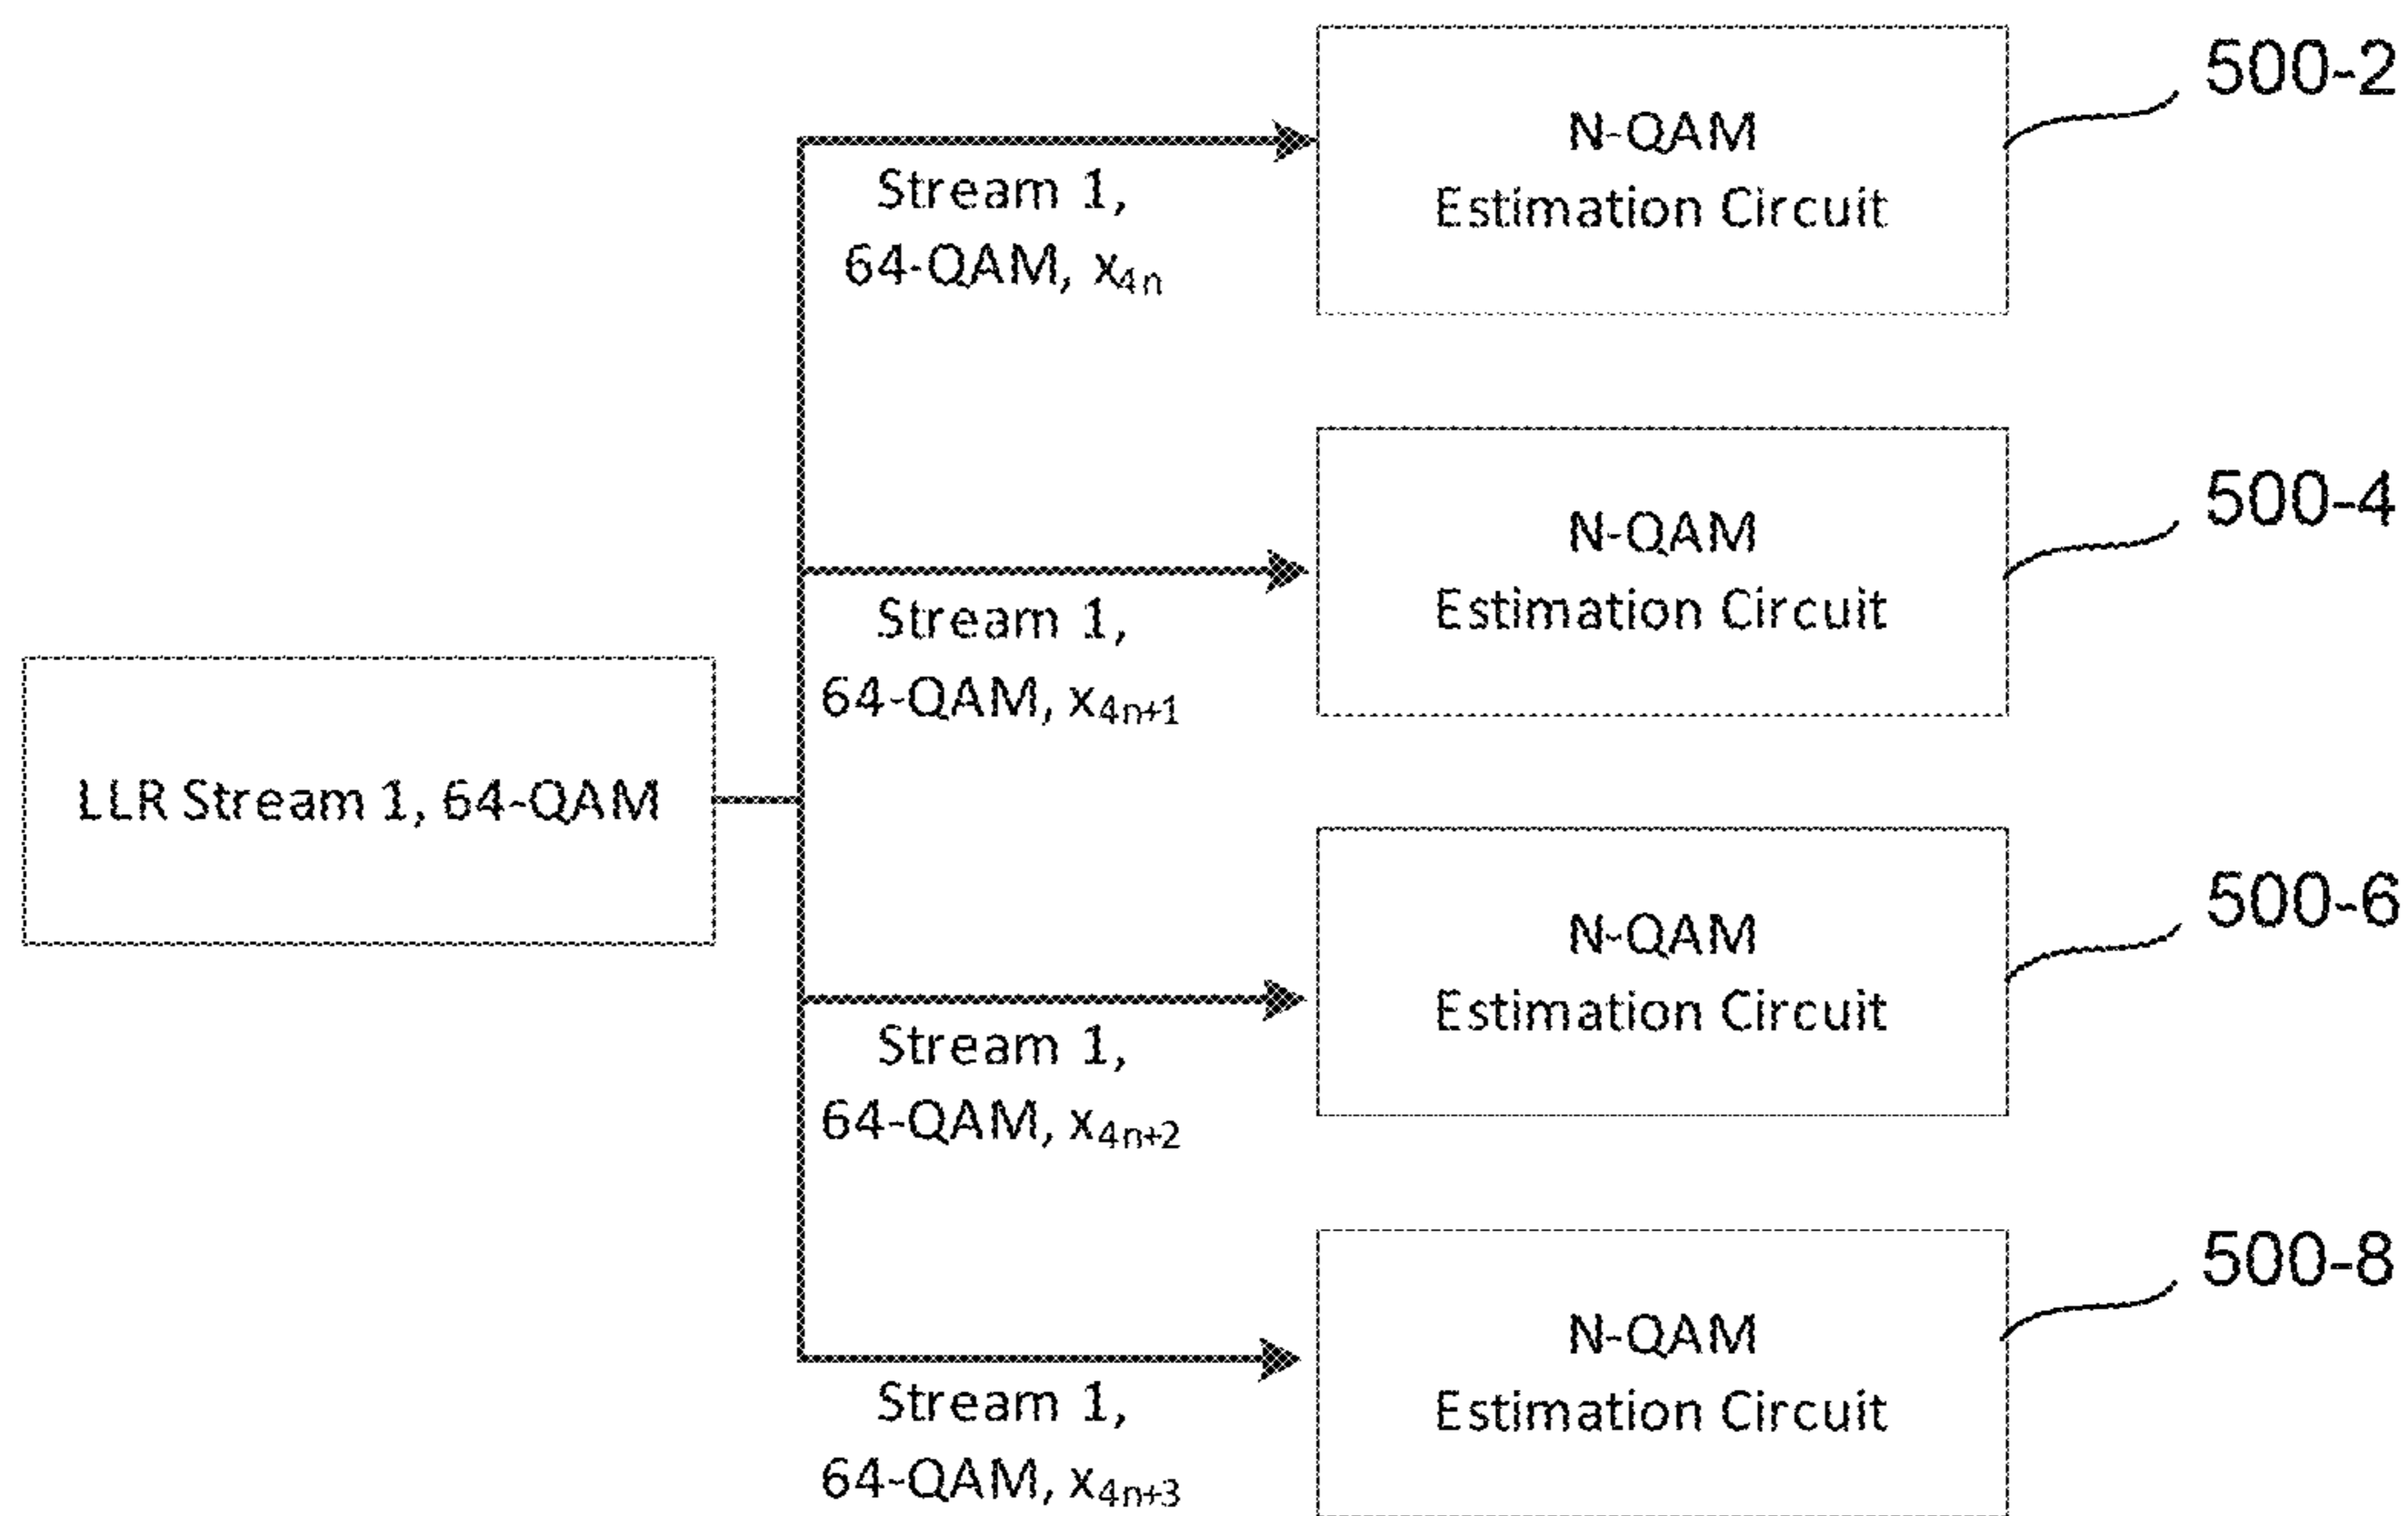 500-2
N-QAM
Estimation Circuit
Stream 1,
64-QAM, x4n
500-4
N-QAM
Estimation Circuit
Stream 1,
64-QAM, x4n+1
LLR Stream 1, 64-QAM
500-6
N-QAM
Estimation Circuit
Stream 1,
64-QAM, x4n+2
500-8
N-QAM
Estimation Circuit
Stream 1,
64-QAM, x4n+3